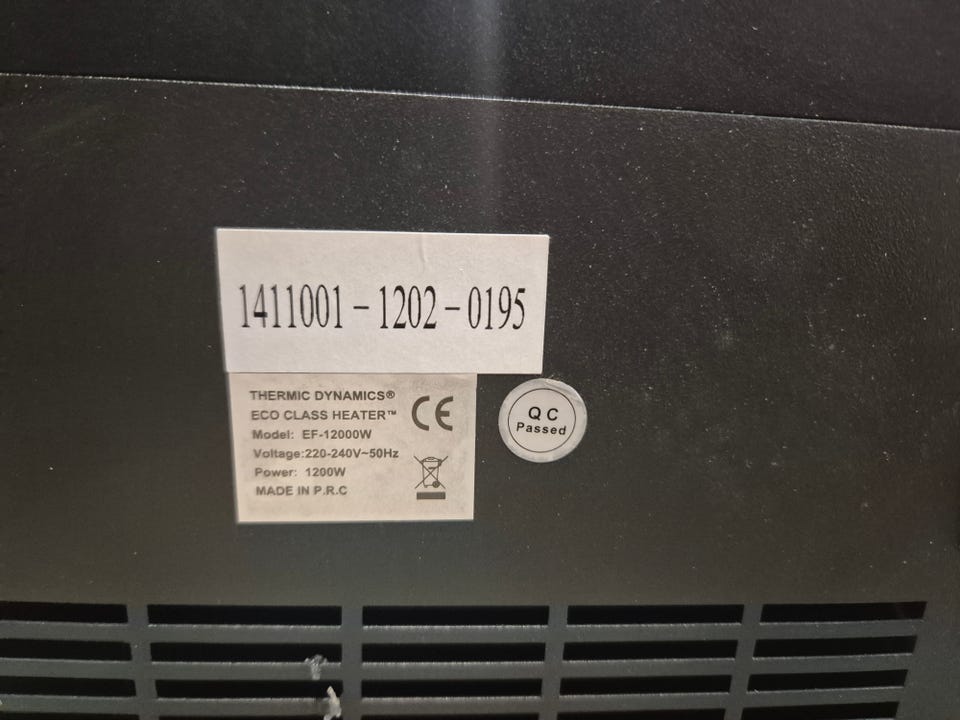 1411001-1202-0195
THERMIC DYNAMICS®
ECO CLASS HEATER™
Model: EF-12000W
Voltage:220-240V~50Hz
Power: 1200W
MADE IN P.R.C
CE
QC
Passed